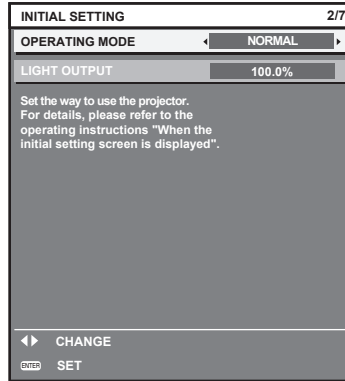 INITIAL SETTING 2/7
OPERATING MODE NORMAL
LIGHT OUTPUT 100.0%
Set the way to use the projector.
For details, please refer to the
operating instructions "When the
initial setting screen is displayed".
CHANGE
ENTER SET